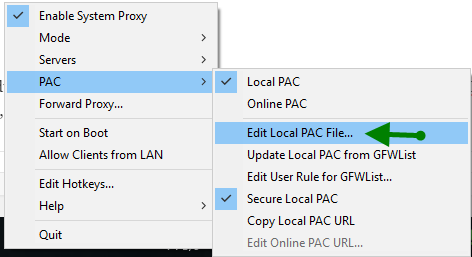 Enable System Proxy
Mode
Servers
PAC
Forward Proxy...
Start on Boot
Allow Clients from LAN
Edit Hotkeys...
Help
Quit
Local PAC
Online PAC
Edit Local PAC File...
Update Local PAC from GFWList
Edit User Rule for GFWList...
Secure Local PAC
Copy Local PAC URL
Edit Online PAC URL...